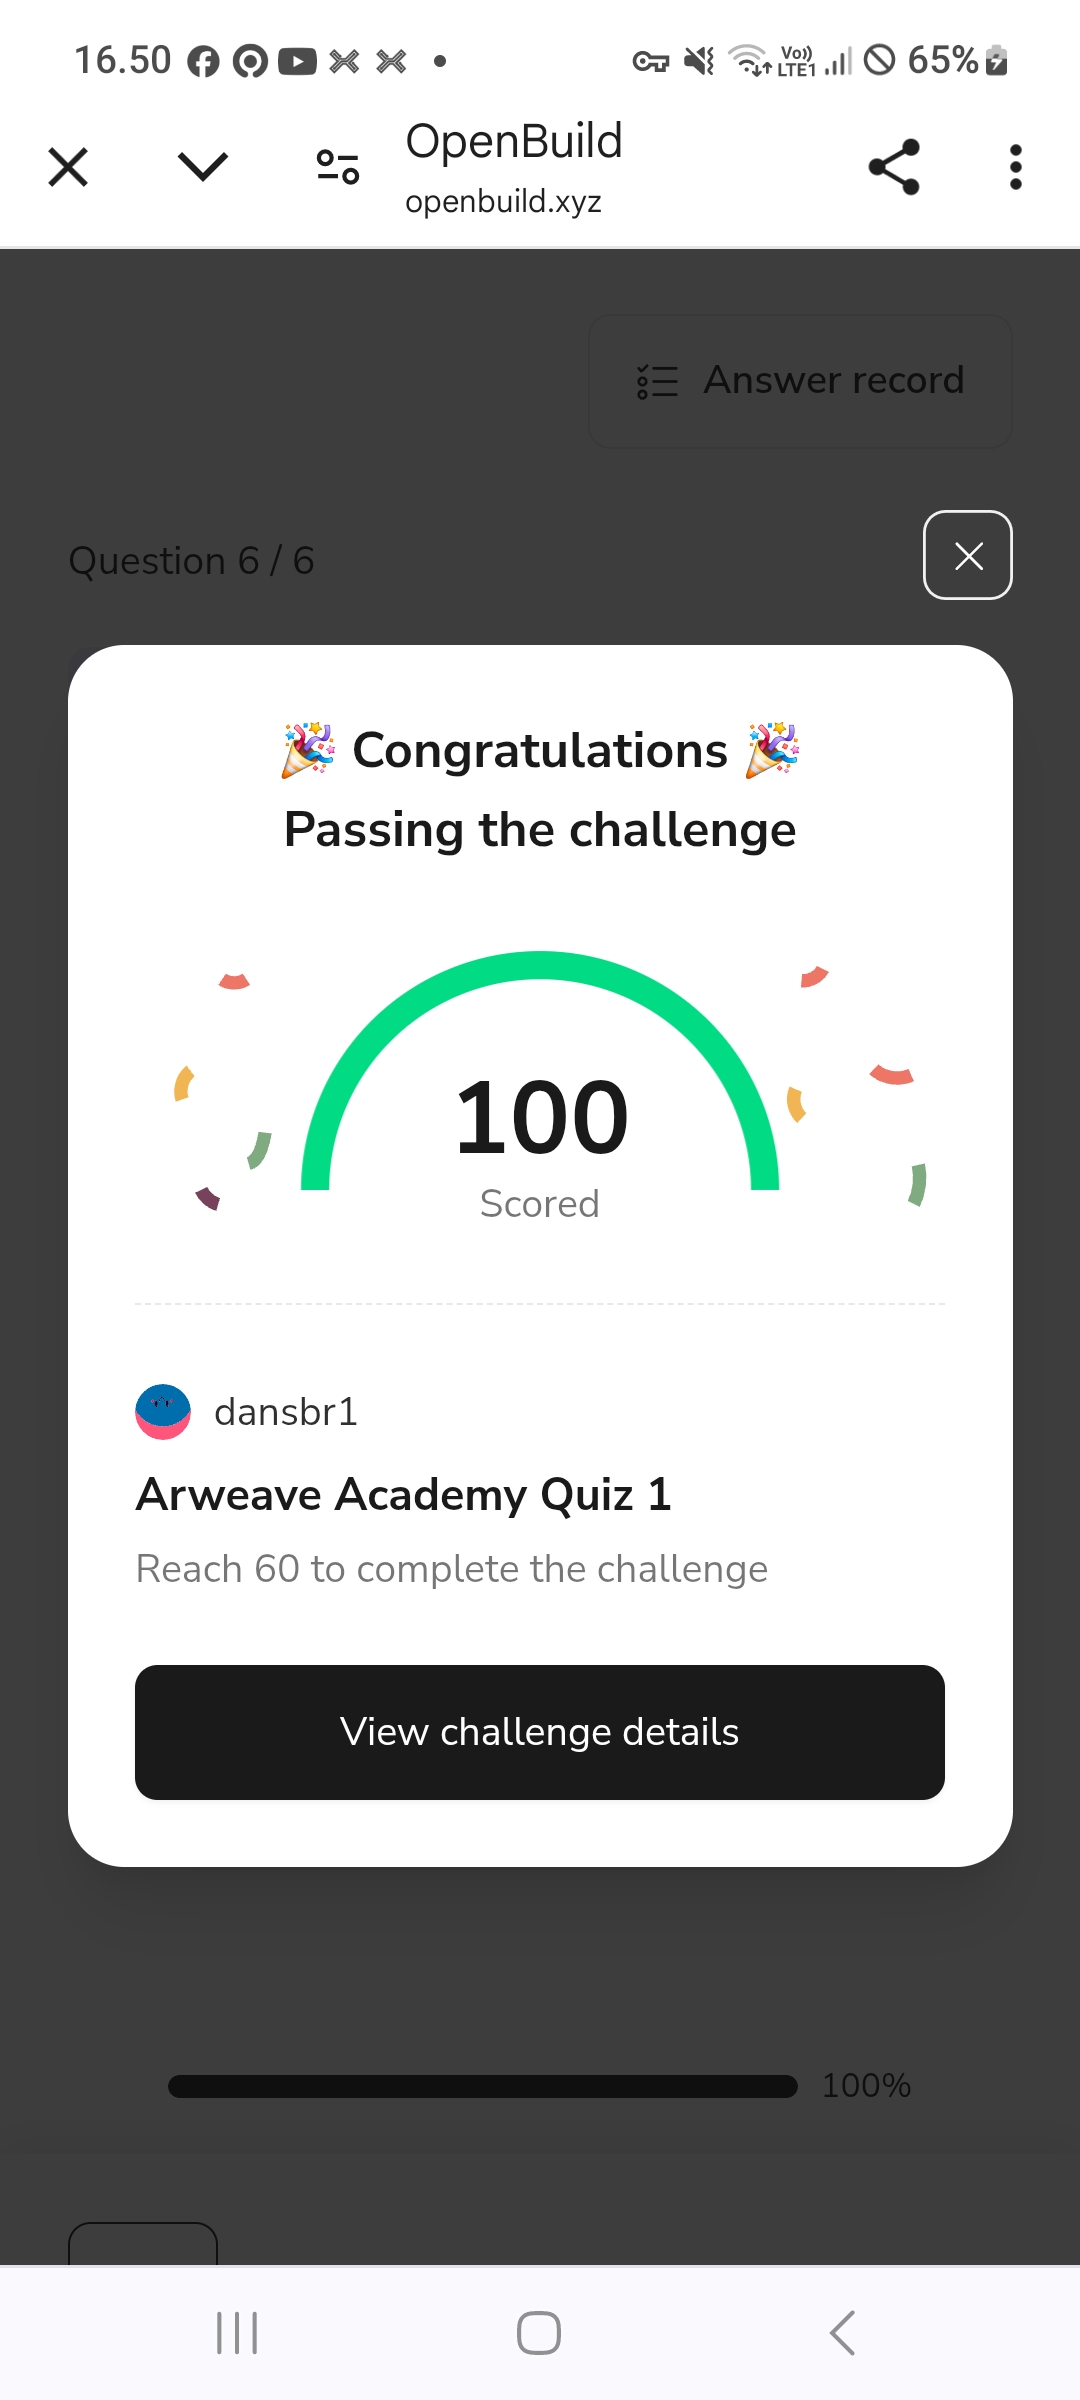 16.50
Vo))
LTE1
65%
OpenBuild
openbuild.xyz
Answer record
Question 6 / 6
🎉 Congratulations 🎉
Passing the challenge
100
Scored
dansbr1
Arweave Academy Quiz 1
Reach 60 to complete the challenge
View challenge details
100%